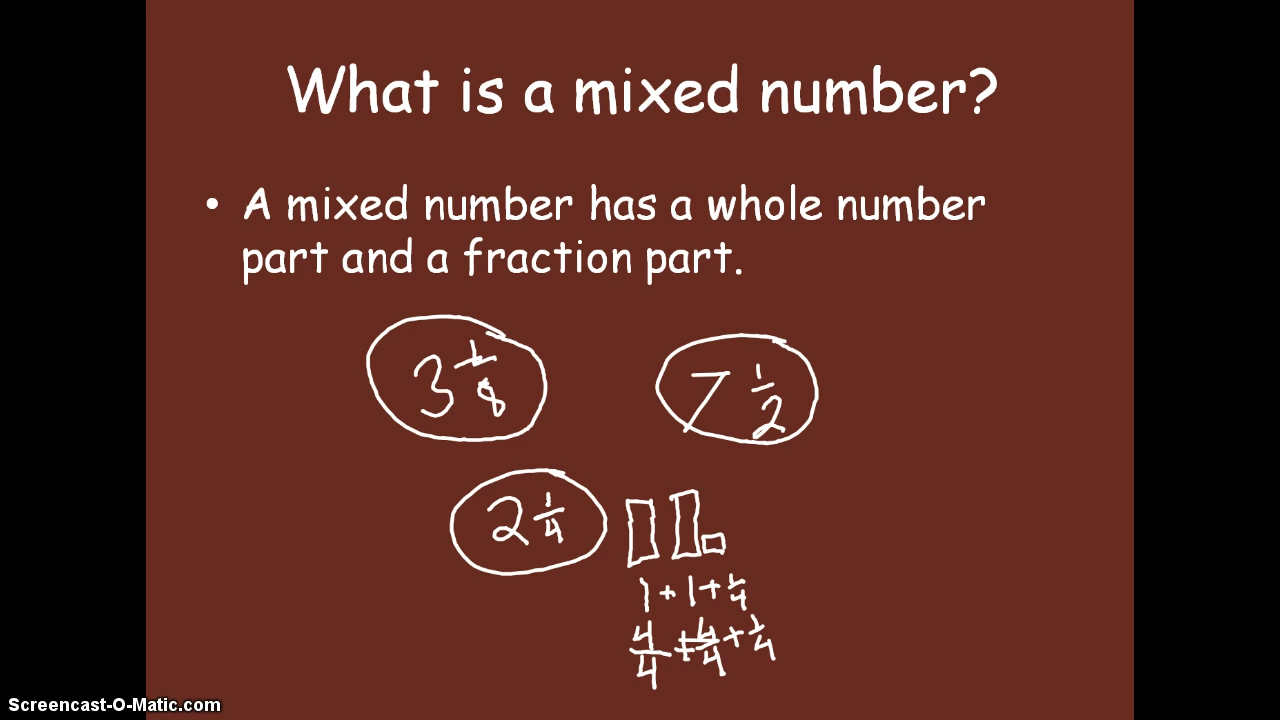 What is a mixed number?
• A mixed number has a whole number
part and a fraction part.
3 1/8
7 1/2
2 1/4
1 + 1 + 1/4
4/4 + 4/4 + 1/4
Screencast-O-Matic.com